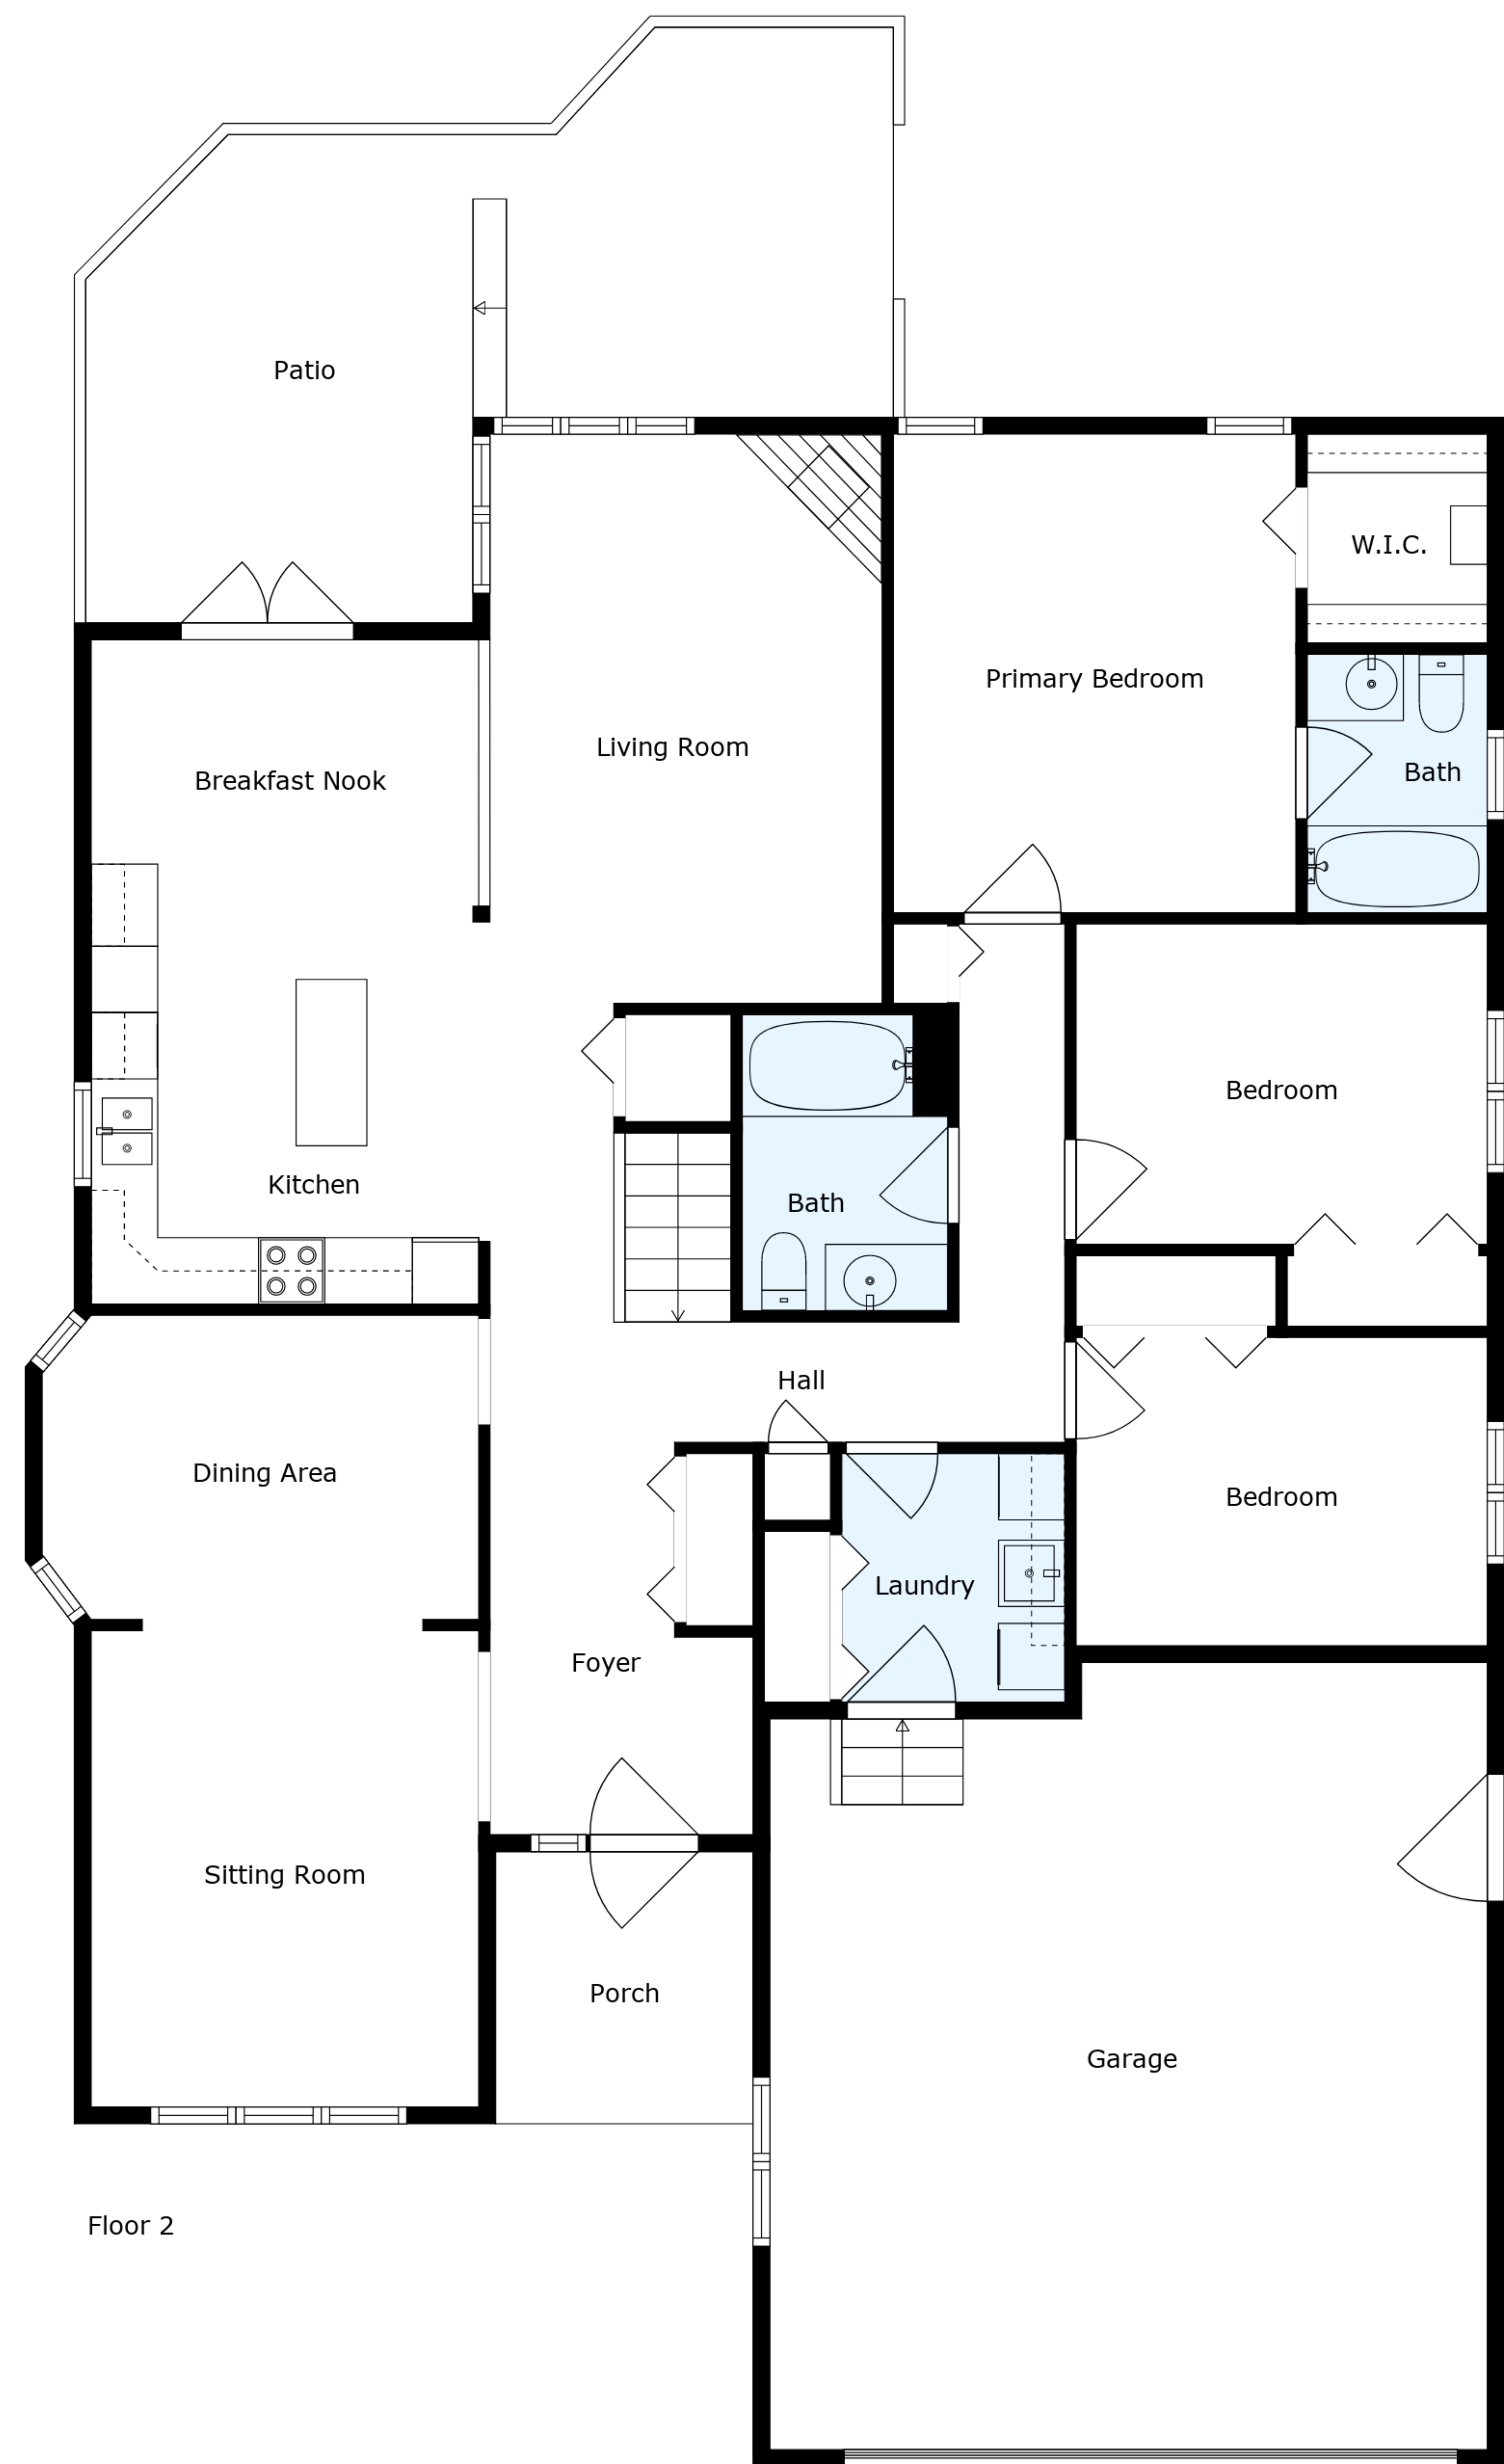 Patio
W.I.C.
Primary Bedroom
Living Room
Breakfast Nook
Bath
Bedroom
Kitchen
Bath
Hall
Dining Area
Bedroom
Laundry
Foyer
Sitting Room
Porch
Garage
Floor 2